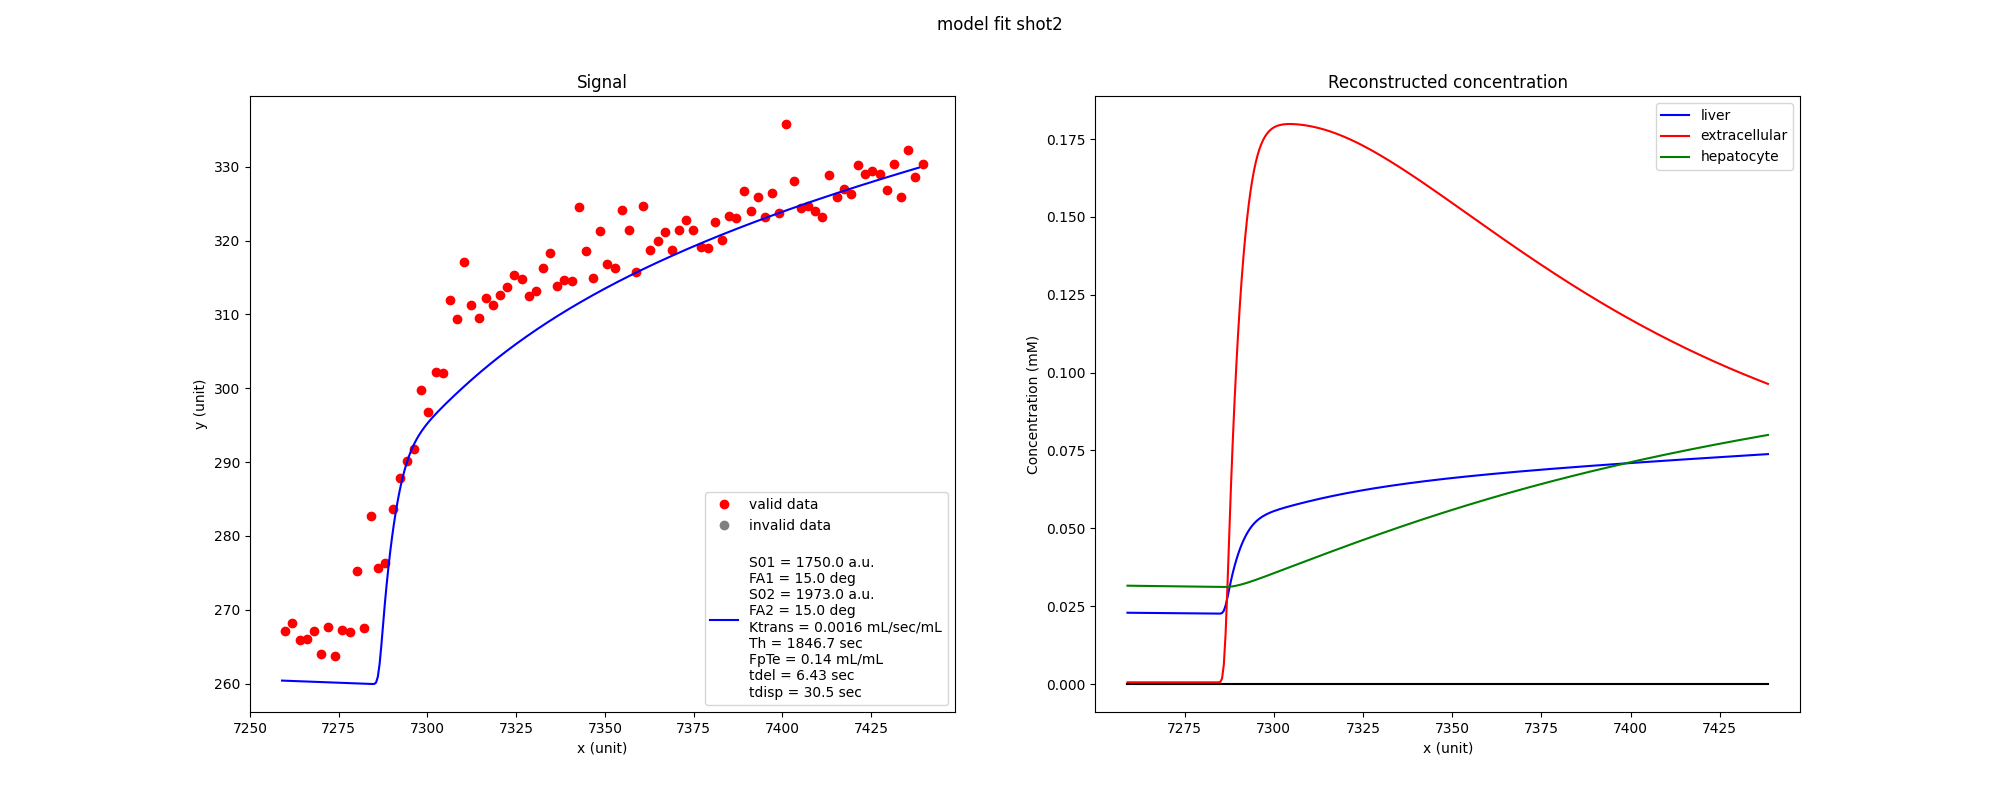 model fit shot2
Signal
330
320
310
300
290
280
270
260
y (unit)
7250
7275
7300
7325
7350
7375
7400
7425
x (unit)
valid data
invalid data
S01 = 1750.0 a.u.
FA1 = 15.0 deg
S02 = 1973.0 a.u.
FA2 = 15.0 deg
Ktrans = 0.0016 mL/sec/mL
Th = 1846.7 sec
FpTe = 0.14 mL/mL
tdel = 6.43 sec
tdisp = 30.5 sec
Reconstructed concentration
0.175
0.150
0.125
0.100
0.075
0.050
0.025
0.000
Concentration (mM)
7275
7300
7325
7350
7375
7400
7425
x (unit)
liver
extracellular
hepatocyte